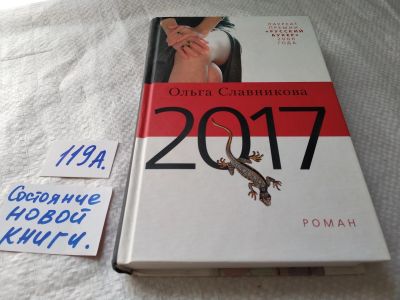 ЛАУРЕАТ
ПРЕМИИ
«РУССКИЙ
БУКЕР»
2006
ГОДА
Ольга Славникова
2017
РОМАН
119А.
Состояние
НОВОЙ
КНИГИ.